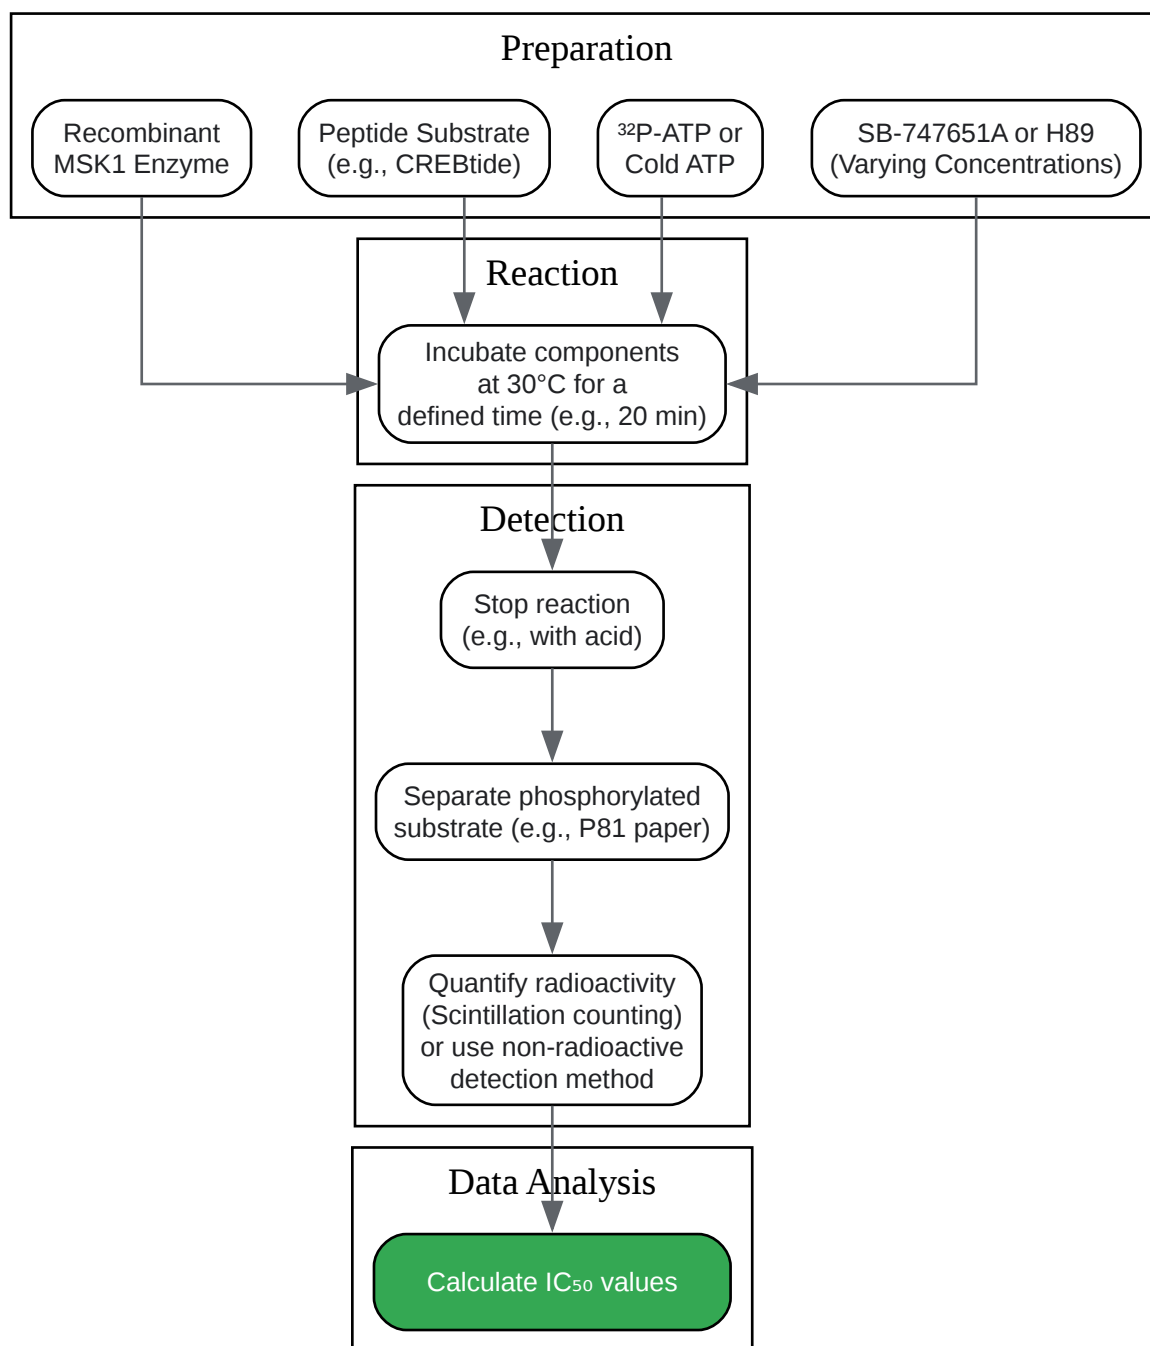 Preparation
Recombinant
MSK1 Enzyme
Peptide Substrate
(e.g., CREBtide)
³²P-ATP or
Cold ATP
SB-747651A or H89
(Varying Concentrations)
Reaction
Incubate components
at 30°C for a
defined time (e.g., 20 min)
Detection
Stop reaction
(e.g., with acid)
Separate phosphorylated
substrate (e.g., P81 paper)
Quantify radioactivity
(Scintillation counting)
or use non-radioactive
detection method
Data Analysis
Calculate IC₅₀ values